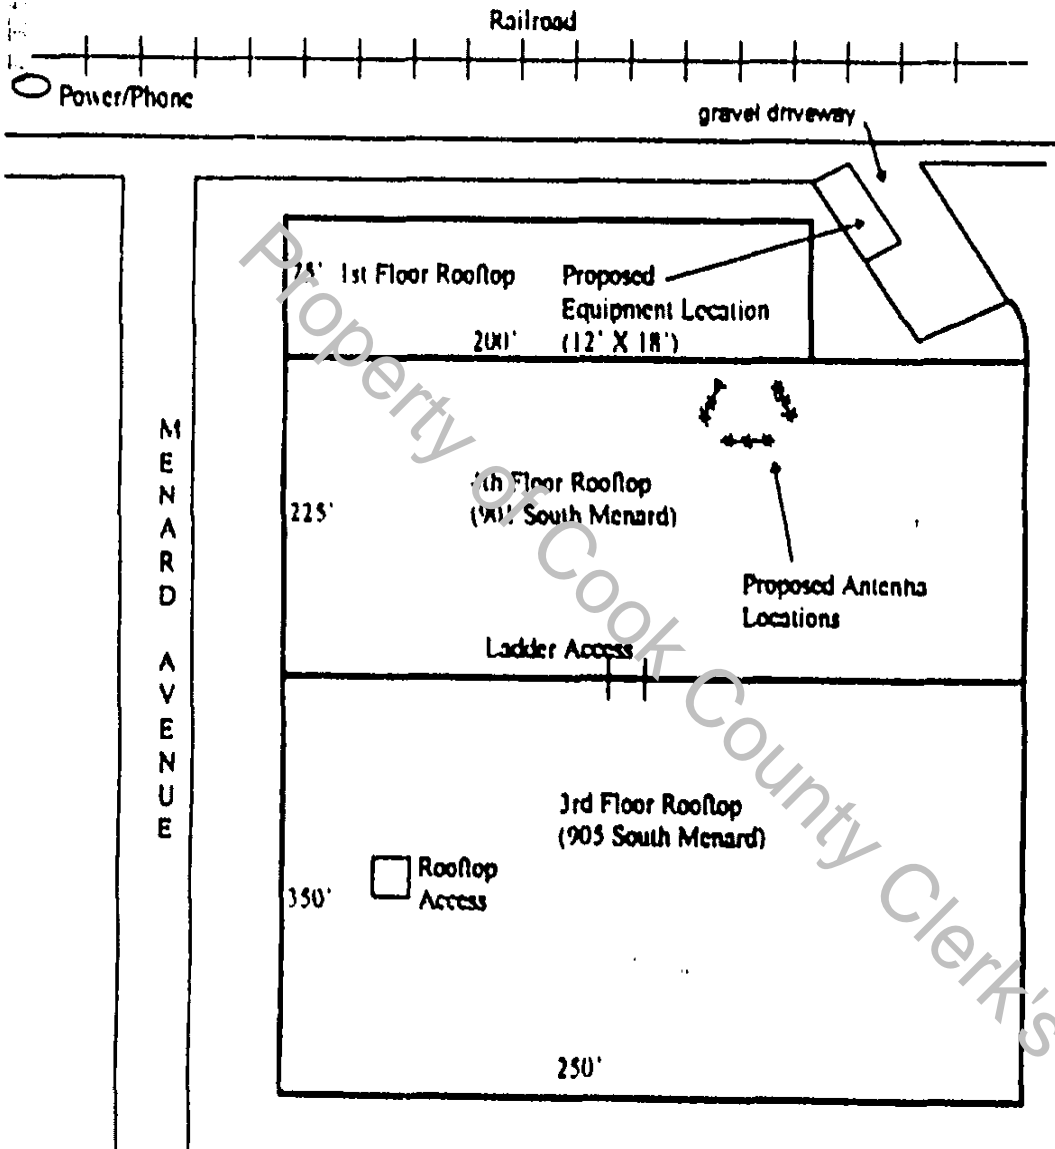 Railroad
Power/Phone
gravel driveway
75' 1st Floor Rooftop
Proposed
Equipment Location
(12' X 18')
200'
4th Floor Rooftop
South Menard)
225'
Proposed Antenna
Locations
Ladder Access
MENARD AVENUE
3rd Floor Rooftop
(905 South Menard)
Rooftop
Access
350'
250'
Property of Cook County Clerk's